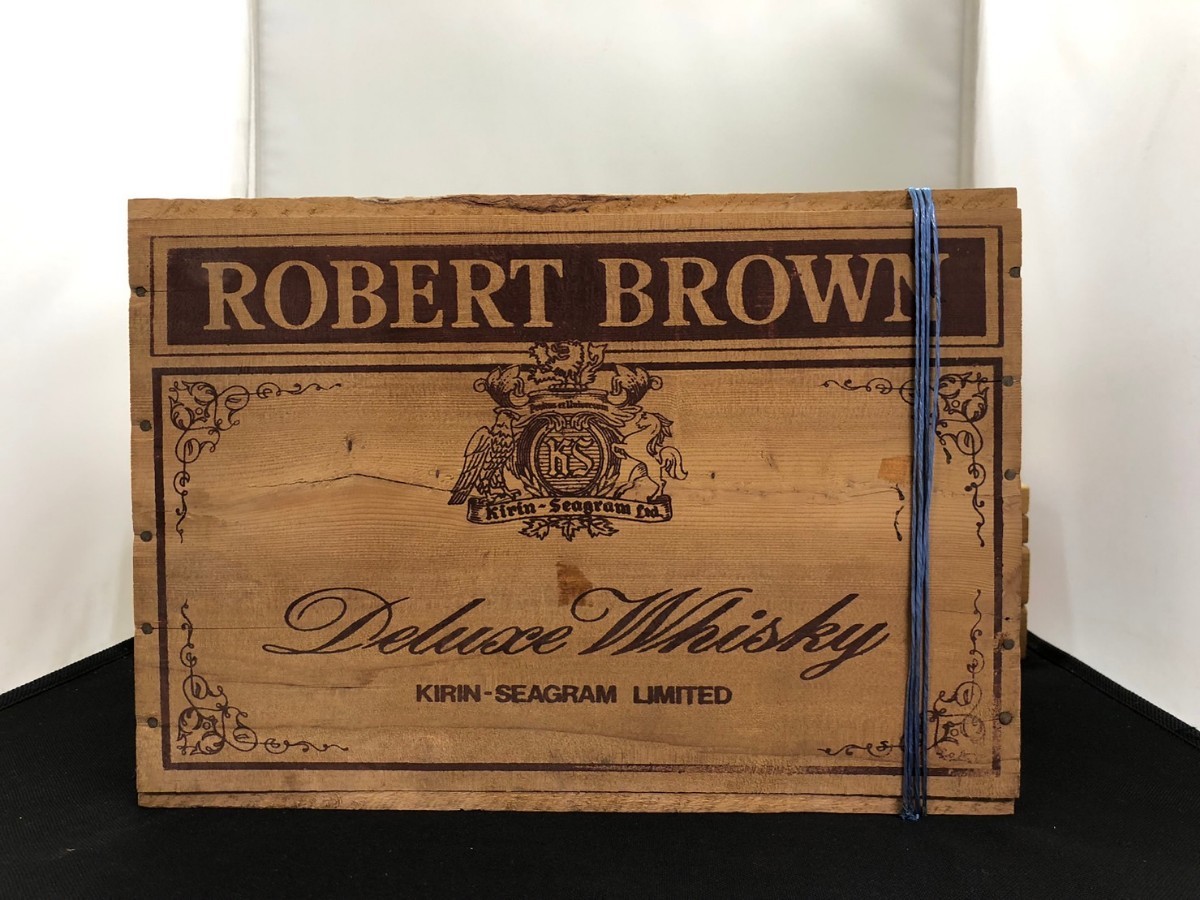 ROBERT BROWN
KS
Kirin-Seagram Ltd.
Deluxe Whisky
KIRIN-SEAGRAM LIMITED